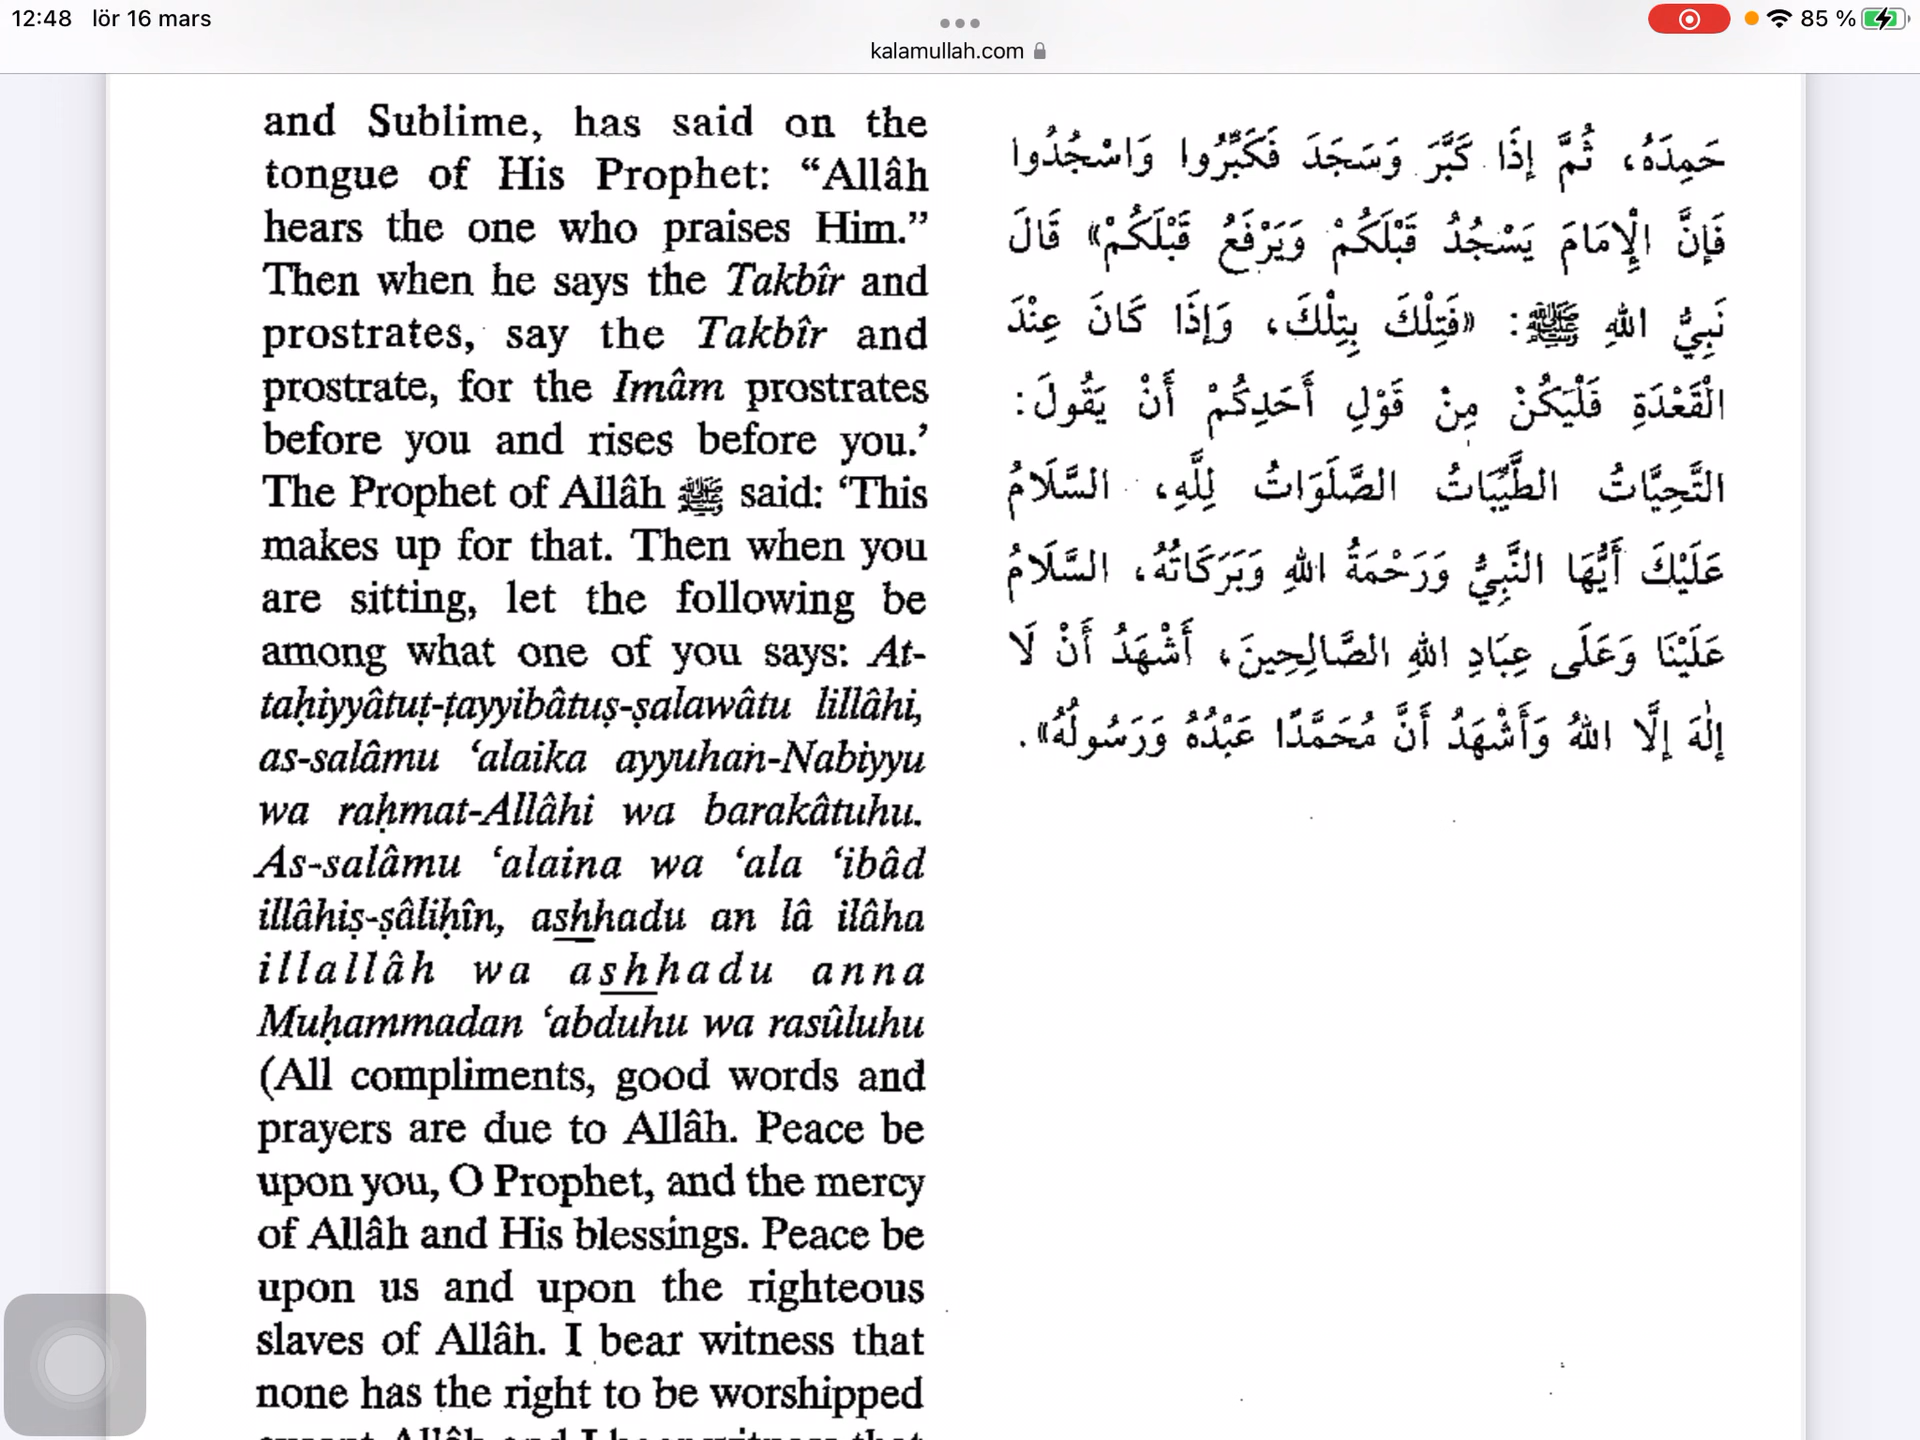 12:48 lör 16 mars
85 %
kalamullah.com
and Sublime, has said on the
tongue of His Prophet: “Allâh
hears the one who praises Him.”
Then when he says the Takbîr and
prostrates, say the Takbîr and
prostrate, for the Imâm prostrates
before you and rises before you.’
The Prophet of Allâh ﷺ said: ‘This
makes up for that. Then when you
are sitting, let the following be
among what one of you says: At-
taḥiyyâtuṭ-ṭayyibâtuṣ-ṣalawâtu lillâhi,
as-salâmu ‘alaika ayyuhan-Nabiyyu
wa raḥmat-Allâhi wa barakâtuhu.
As-salâmu ‘alaina wa ‘ala ‘ibâd
illâhiṣ-ṣâliḥîn, ashhadu an lâ ilâha
illallâh wa ashhadu anna
Muḥammadan ‘abduhu wa rasûluhu
(All compliments, good words and
prayers are due to Allâh. Peace be
upon you, O Prophet, and the mercy
of Allâh and His blessings. Peace be
upon us and upon the righteous
slaves of Allâh. I bear witness that
none has the right to be worshipped
حَمِدَهُ، ثُمَّ إِذَا كَبَّرَ وَسَجَدَ فَكَبِّرُوا وَاسْجُدُوا
فَإِنَّ الْإِمَامَ يَسْجُدُ قَبْلَكُمْ وَيَرْفَعُ قَبْلَكُمْ» قَالَ
نَبِيُّ اللهِ ﷺ: «فَتِلْكَ بِتِلْكَ، وَإِذَا كَانَ عِنْدَ
الْقَعْدَةِ فَلْيَكُنْ مِنْ قَوْلِ أَحَدِكُمْ أَنْ يَقُولَ:
التَّحِيَّاتُ الطَّيِّبَاتُ الصَّلَوَاتُ لِلَّهِ، السَّلَامُ
عَلَيْكَ أَيُّهَا النَّبِيُّ وَرَحْمَةُ اللهِ وَبَرَكَاتُهُ، السَّلَامُ
عَلَيْنَا وَعَلَى عِبَادِ اللهِ الصَّالِحِينَ، أَشْهَدُ أَنْ لَا
إِلٰهَ إِلَّا اللهُ وَأَشْهَدُ أَنَّ مُحَمَّدًا عَبْدُهُ وَرَسُولُهُ».